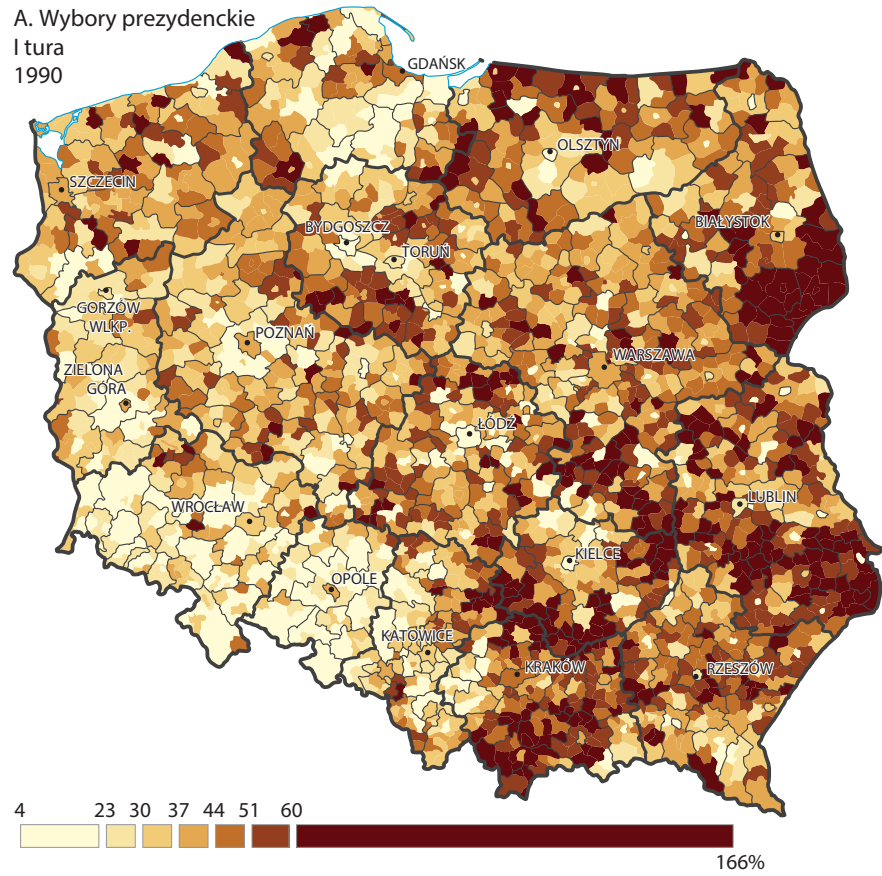 A. Wybory prezydenckie
I tura
1990
GDAŃSK
OLSZTYN
SZCZECIN
BIAŁYSTOK
BYDGOSZCZ
TORUŃ
GORZÓW
WLKP.
POZNAŃ
WARSZAWA
ZIELONA
GÓRA
ŁÓDŹ
LUBLIN
WROCŁAW
KIELCE
OPOLE
KATOWICE
KRAKÓW
RZESZÓW
4 23 30 37 44 51 60
166%